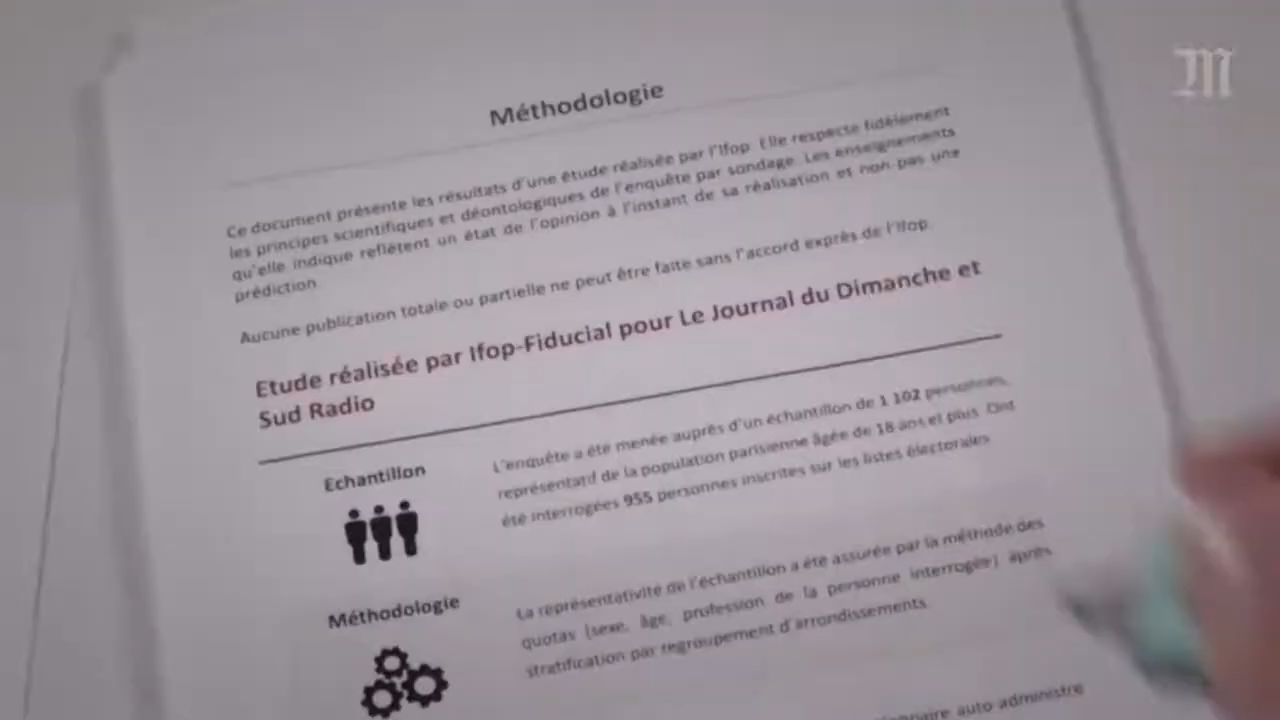 M
Méthodologie
Ce document présente les résultats d'une étude réalisée par l'Ifop. Elle respecte fidèlement
les principes scientifiques et déontologiques de l'enquête par sondage. Les enseignements
qu'elle indique reflètent un état de l'opinion à l'instant de sa réalisation et non pas une
prédiction.
Aucune publication totale ou partielle ne peut être faite sans l'accord exprès de l'Ifop.
Etude réalisée par Ifop-Fiducial pour Le Journal du Dimanche et
Sud Radio
Echantillon
L'enquête a été menée auprès d'un échantillon de 1 102 personnes,
représentatif de la population parisienne âgée de 18 ans et plus. Ont
été interrogées 955 personnes inscrites sur les listes électorales
Méthodologie
La représentativité de l'échantillon a été assurée par la méthode des
quotas (sexe, âge, profession de la personne interrogée) après
stratification par regroupement d'arrondissements.
auto-administré